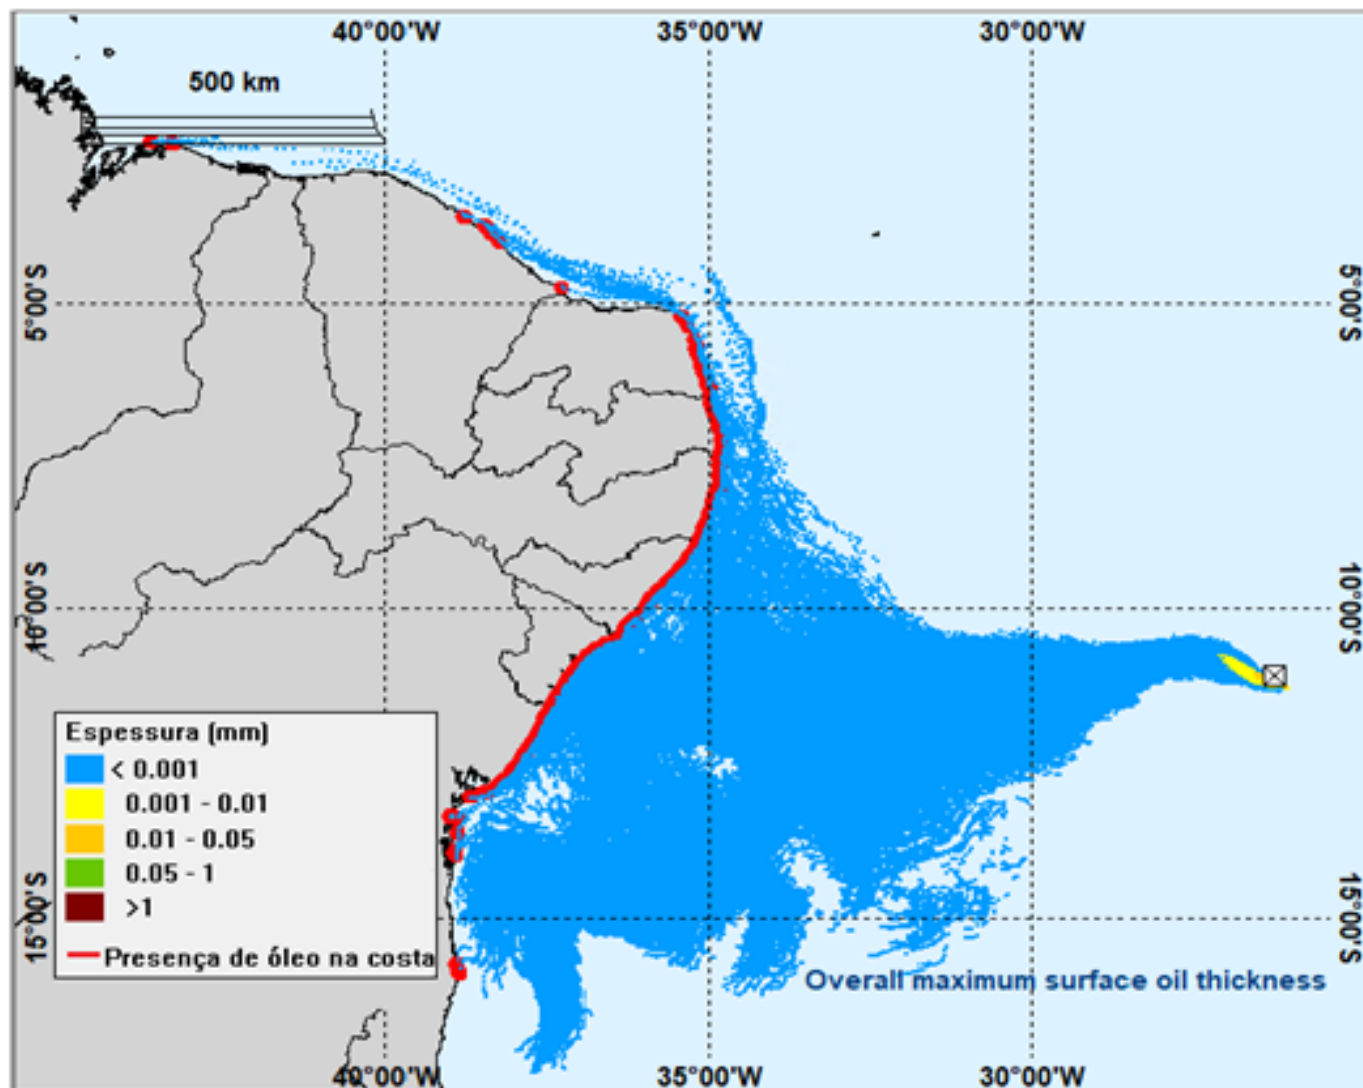 40°00'W 35°00'W 30°00'W
500 km
5°00'S 5°00'S
10°00'S 10°00'S
Espessura (mm)
< 0.001
0.001 - 0.01
0.01 - 0.05
0.05 - 1
>1
Presença de óleo na costa
15°00'S 15°00'S
Overall maximum surface oil thickness
40°00'W 35°00'W 30°00'W